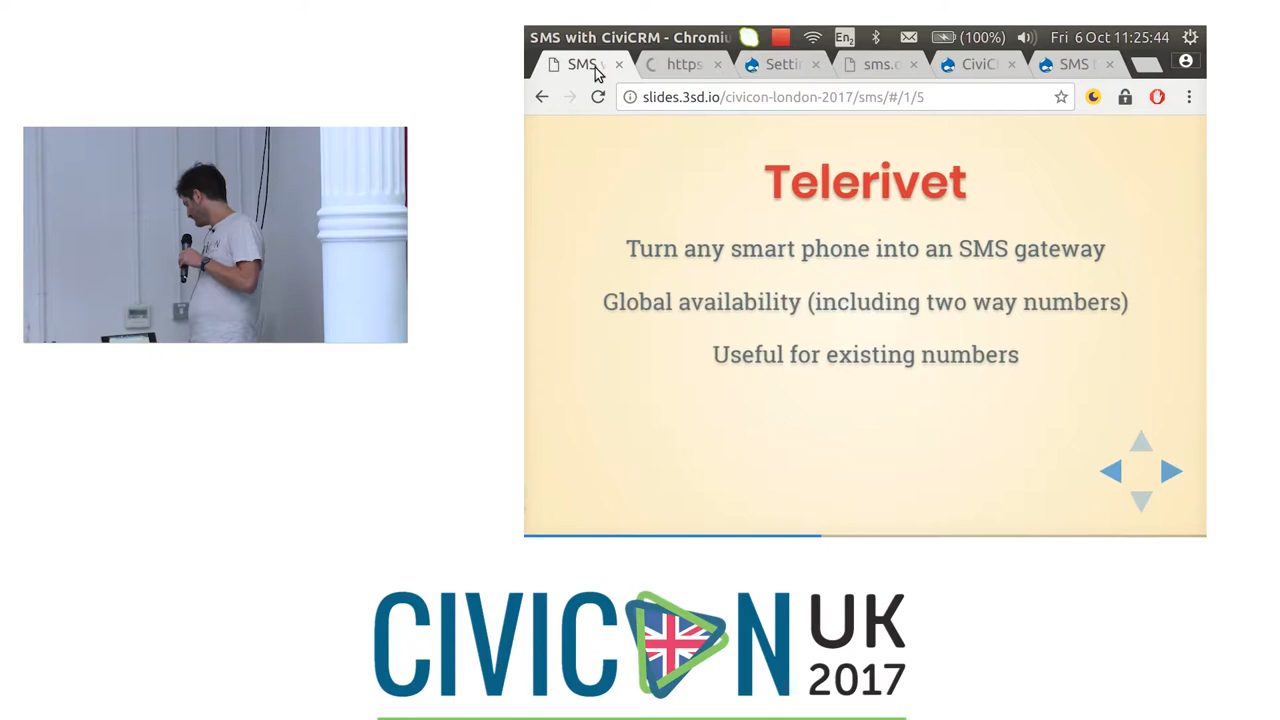 SMS with CiviCRM - Chromiu
En2
(100%)
Fri 6 Oct 11:25:44
SMS
https
Settin
sms.
CiviC
SMS t
slides.3sd.io/civicon-london-2017/sms/#/1/5
Telerivet
Turn any smart phone into an SMS gateway
Global availability (including two way numbers)
Useful for existing numbers
CIVICON UK
2017